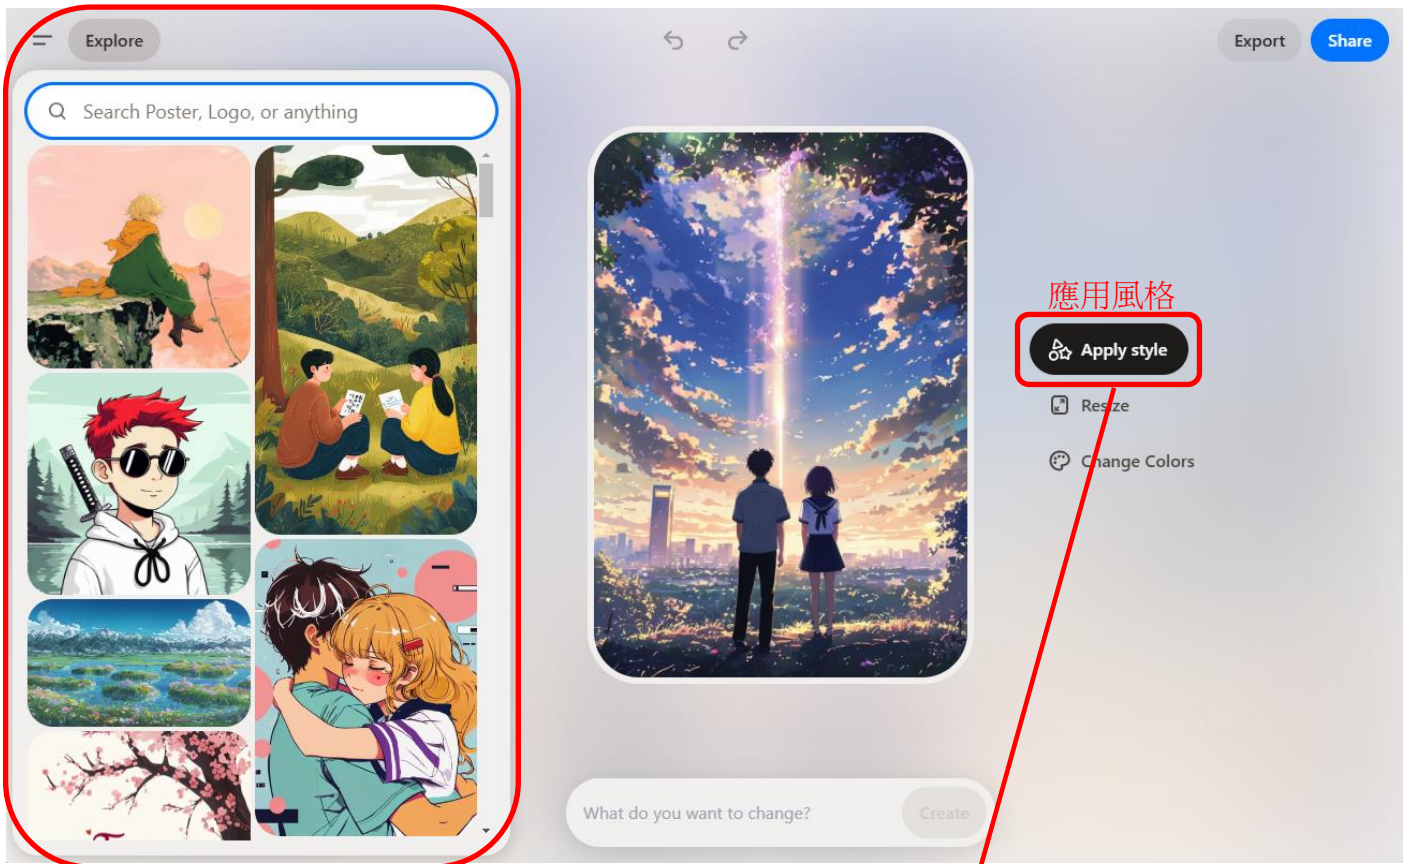 Explore
Export
Share
Search Poster, Logo, or anything
應用風格
Apply style
Resize
Change Colors
What do you want to change?
Create